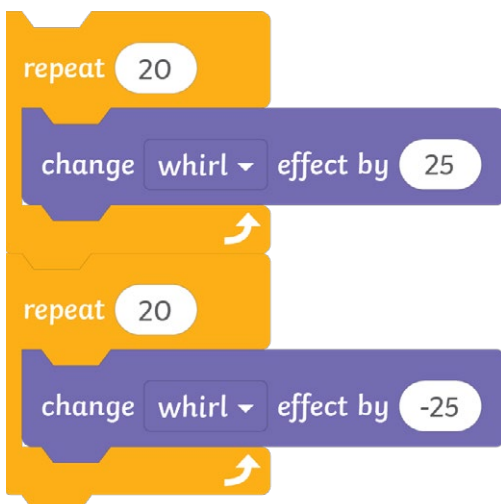 repeat 20
change whirl effect by 25
repeat 20
change whirl effect by -25